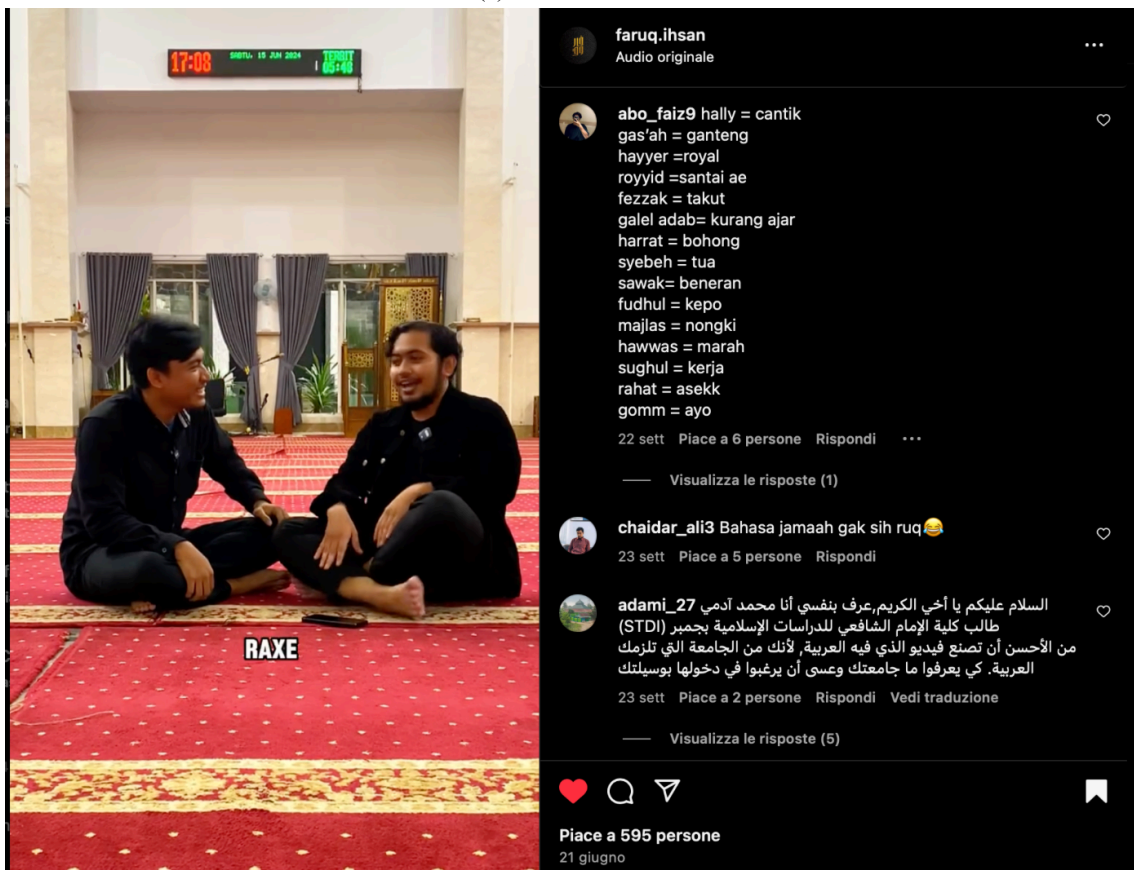 17:08
SABTU, 15 JUN 2024
TERBIT
05:48
RAXE
faruq.ihsan
Audio originale
abo_faiz9 hally = cantik
gas'ah = ganteng
hayyer =royal
royyid =santai ae
fezzak = takut
galel adab= kurang ajar
harrat = bohong
syebeh = tua
sawak= beneran
fudhul = kepo
majlas = nongki
hawwas = marah
sughul = kerja
rahat = asekk
gomm = ayo
22 sett Piace a 6 persone Rispondi
Visualizza le risposte (1)
chaidar_ali3 Bahasa jamaah gak sih ruq😂
23 sett Piace a 5 persone Rispondi
adami_27 السلام عليكم يا أخي الكريم,عرف بنفسي أنا محمد آدمي
طالب كلية الإمام الشافعي للدراسات الإسلامية بجمبر (STDI)
من الأحسن أن تصنع فيديو الذي فيه العربية, لأنك من الجامعة التي تلزمك
العربية. كي يعرفوا ما جامعتك وعسى أن يرغبوا في دخولها بوسيلتك
23 sett Piace a 2 persone Rispondi Vedi traduzione
Visualizza le risposte (5)
Piace a 595 persone
21 giugno